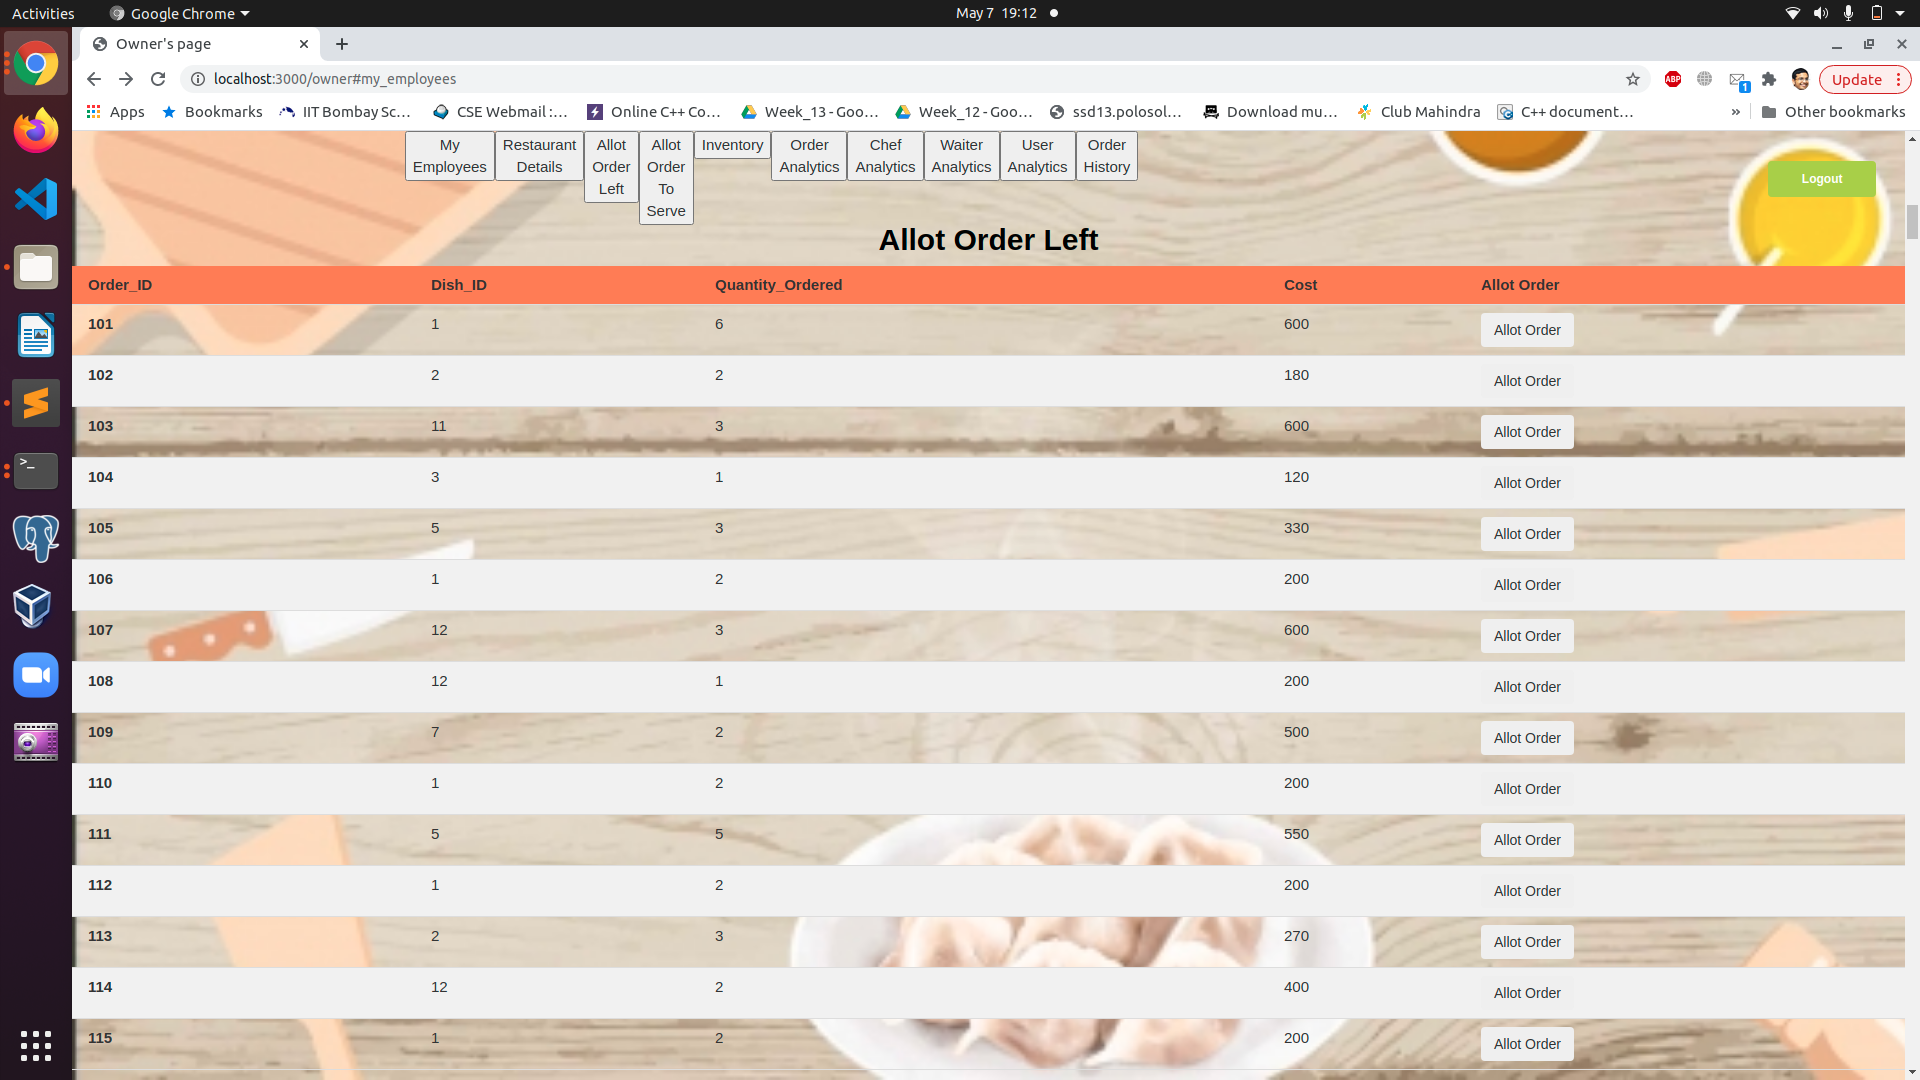 Activities Google Chrome May 7 19:12
Owner's page
localhost:3000/owner#my_employees ABP 1 Update
Apps Bookmarks IIT Bombay Sc… CSE Webmail :… Online C++ Co… Week_13 - Goo… Week_12 - Goo… ssd13.polosol… Download mu… Club Mahindra C++ document… » Other bookmarks
My Employees Restaurant Details Allot Order Left Allot Order To Serve Inventory Order Analytics Chef Analytics Waiter Analytics User Analytics Order History
Logout
Allot Order Left
Order_ID Dish_ID Quantity_Ordered Cost Allot Order
101 1 6 600 Allot Order
102 2 2 180 Allot Order
103 11 3 600 Allot Order
104 3 1 120 Allot Order
105 5 3 330 Allot Order
106 1 2 200 Allot Order
107 12 3 600 Allot Order
108 12 1 200 Allot Order
109 7 2 500 Allot Order
110 1 2 200 Allot Order
111 5 5 550 Allot Order
112 1 2 200 Allot Order
113 2 3 270 Allot Order
114 12 2 400 Allot Order
115 1 2 200 Allot Order